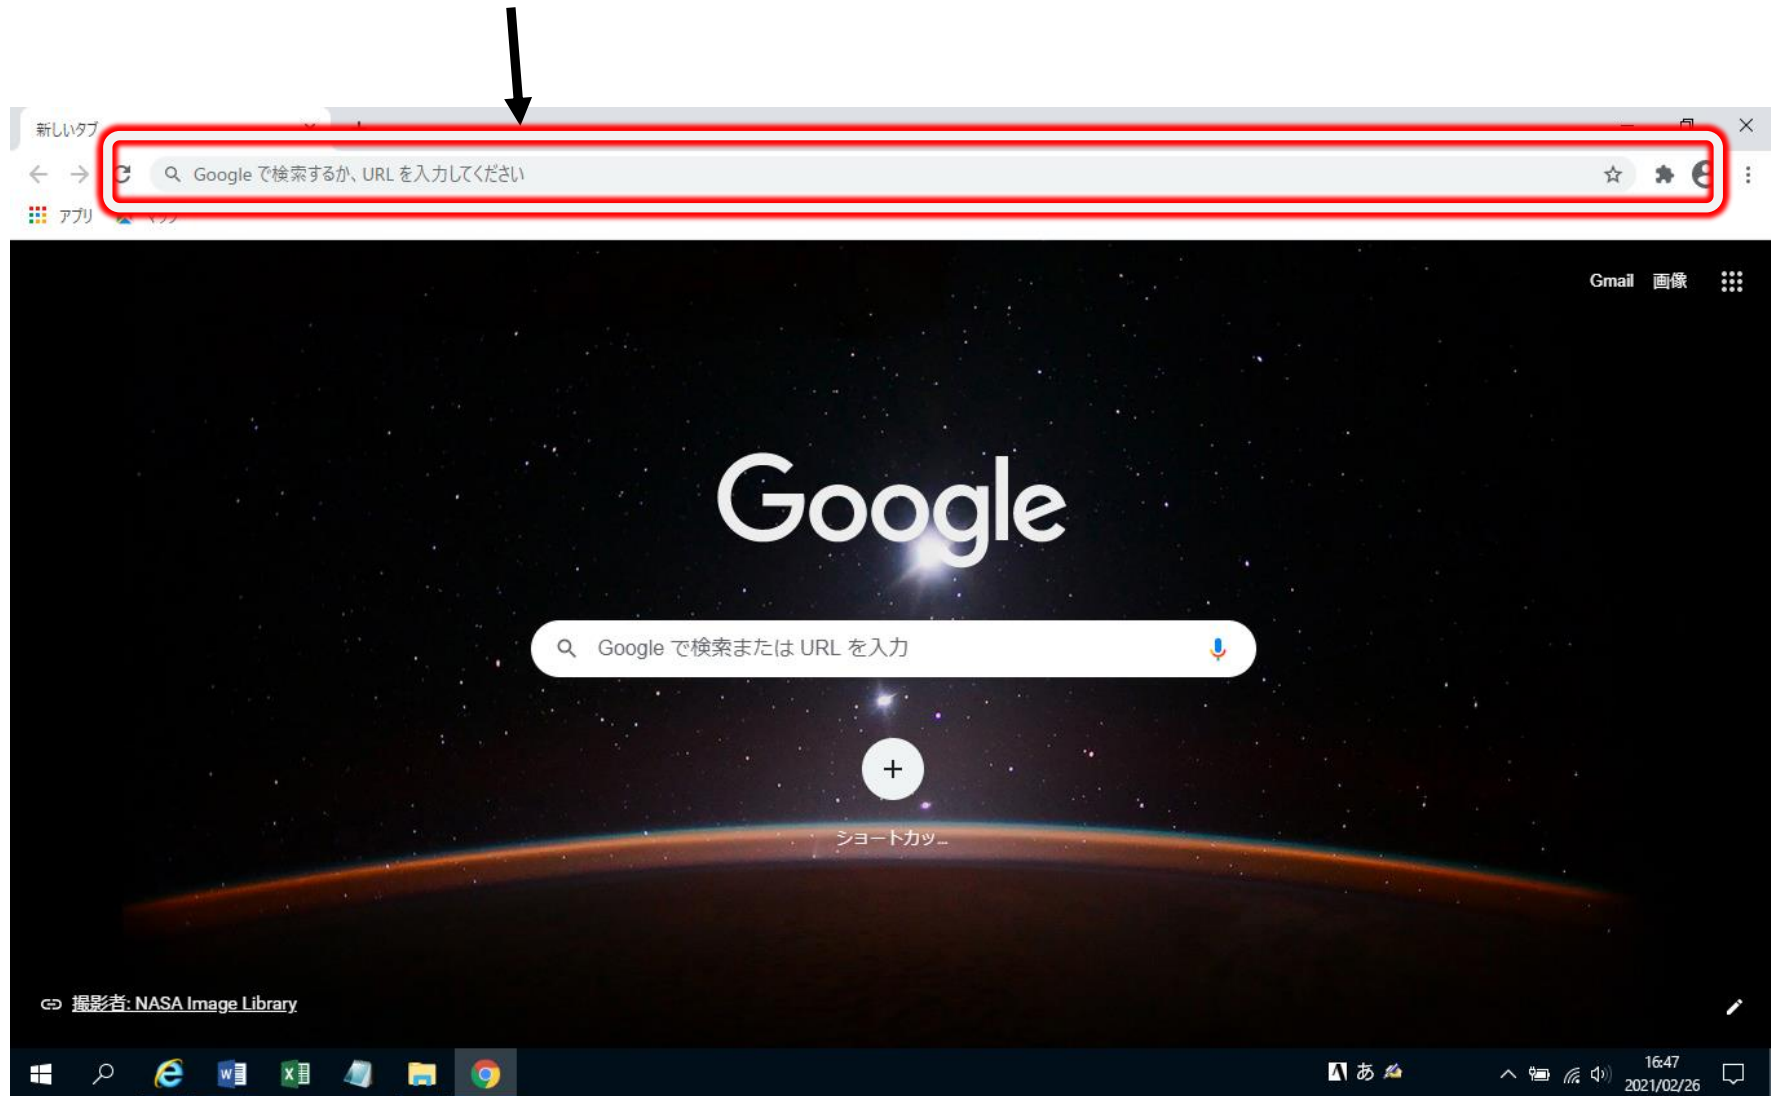 新しいタブ
Google で検索するか、URL を入力してください
アプリ
Gmail 画像
Google
Google で検索または URL を入力
ショートカッ...
撮影者: NASA Image Library
あ
16:47
2021/02/26